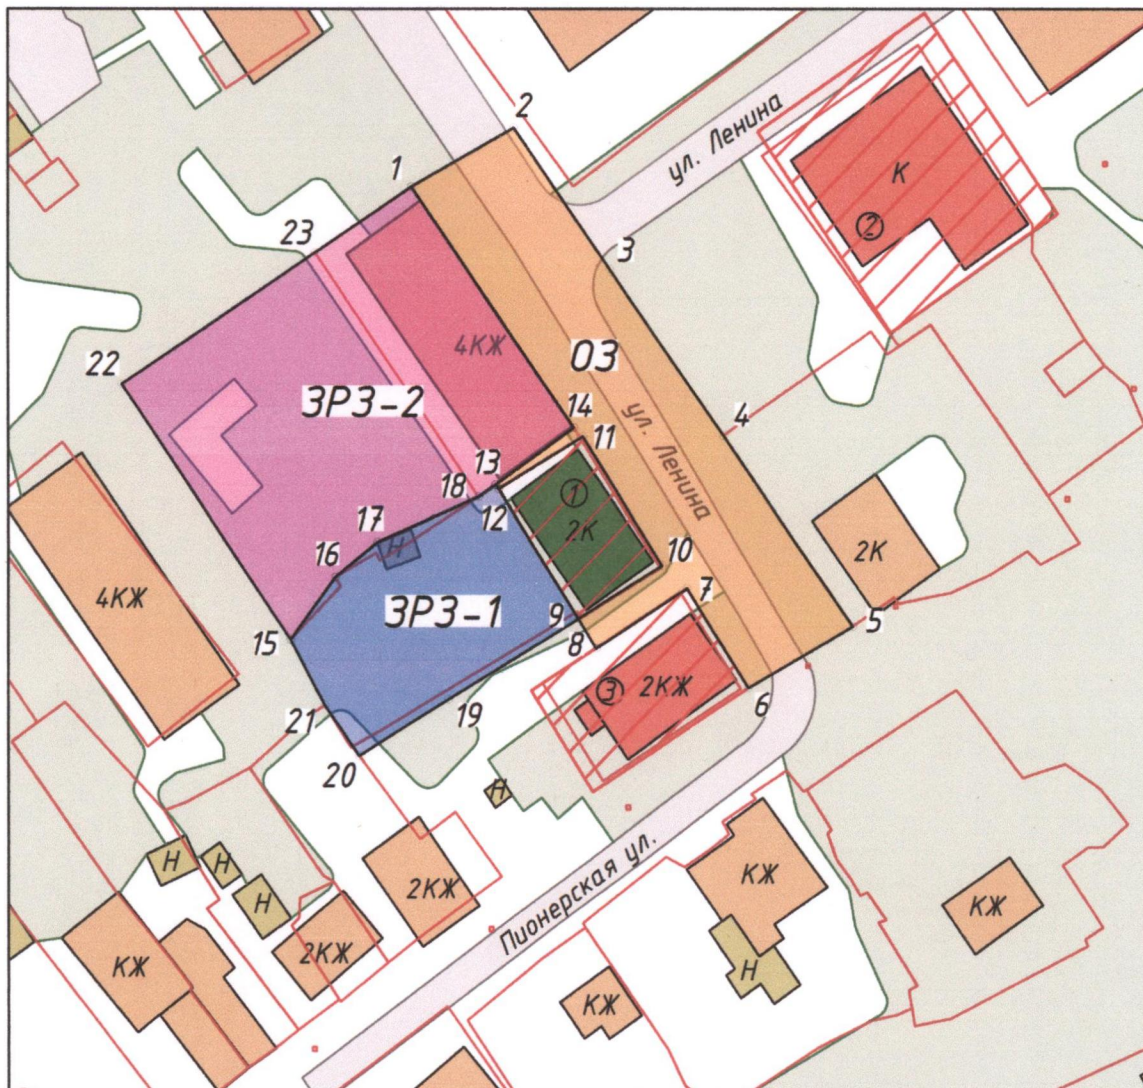 2
ул. Ленина
1
К
2
23
3
4КЖ
ОЗ
22
ЗРЗ-2
14
4
ул. Ленина
11
13
18
1
12
17
2К
2К
Н
16
10
4КЖ
7
ЗРЗ-1
9
5
8
15
3
2КЖ
6
19
21
20
Н
Пионерская ул.
Н
Н
Н
2КЖ
КЖ
КЖ
2КЖ
КЖ
Н
КЖ